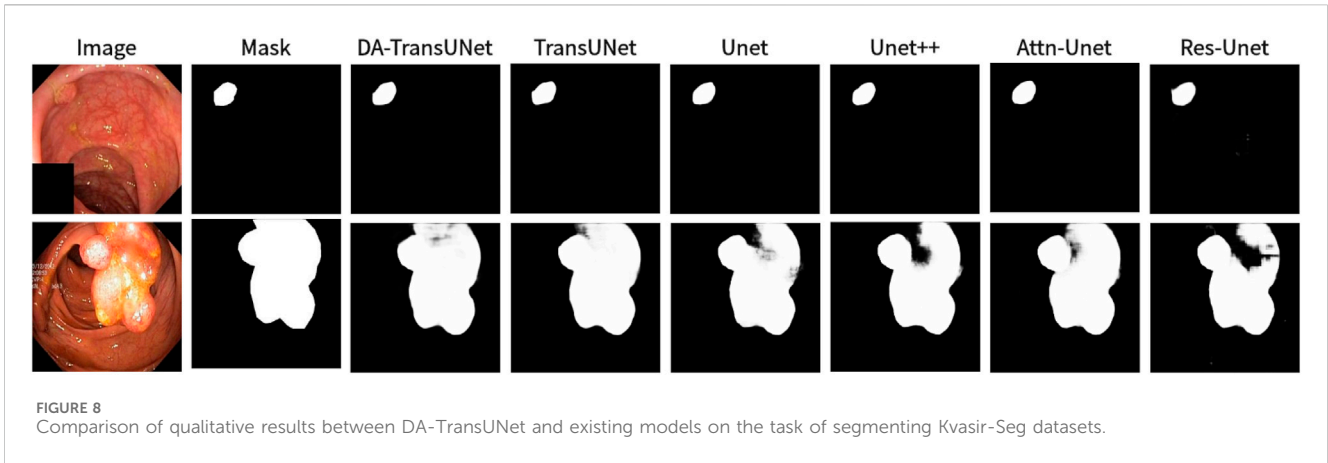 Image Mask DA-TransUNet TransUNet Unet Unet++ Attn-Unet Res-Unet
FIGURE 8
Comparison of qualitative results between DA-TransUNet and existing models on the task of segmenting Kvasir-Seg datasets.